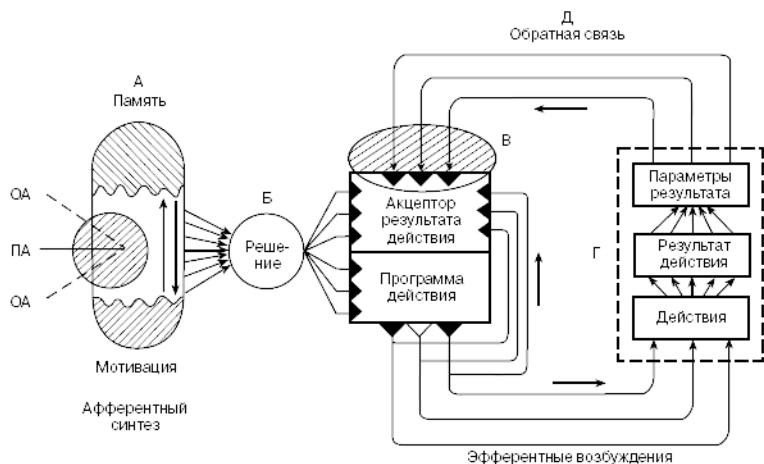 Д
Обратная связь
А
Память
В
ОА
ПА
ОА
Б
Реше-
ние
Акцептор
результата
действия
Программа
действия
Г
Параметры
результата
Результат
действия
Действия
Мотивация
Афферентный
синтез
Эфферентные возбуждения